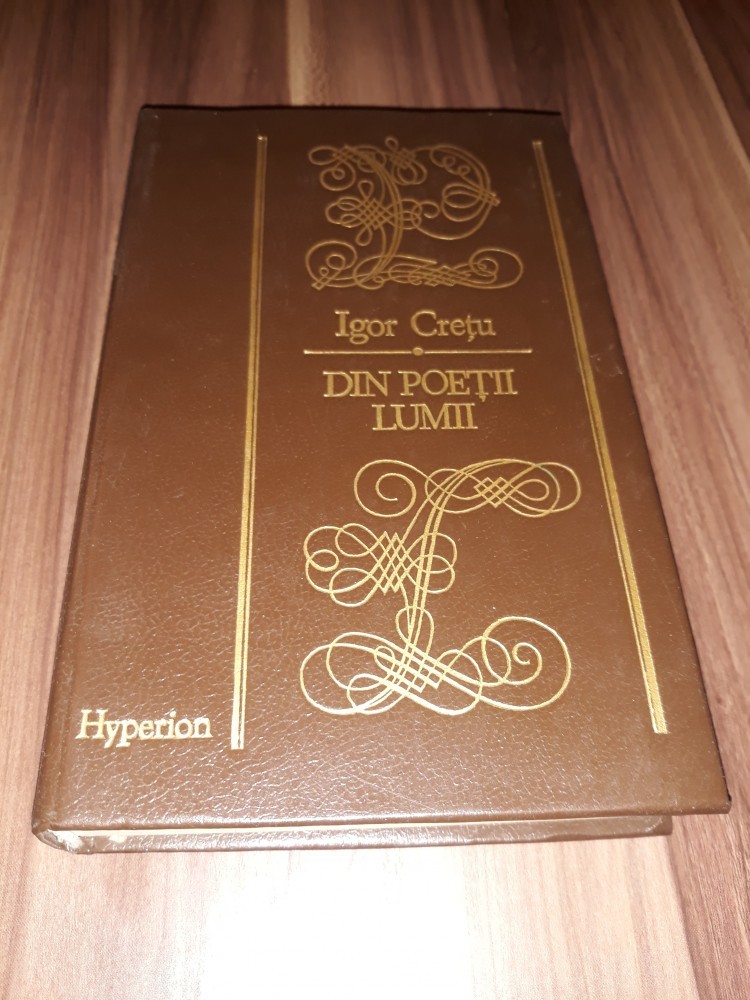 Igor Crețu
DIN POEȚII
LUMII
Hyperion